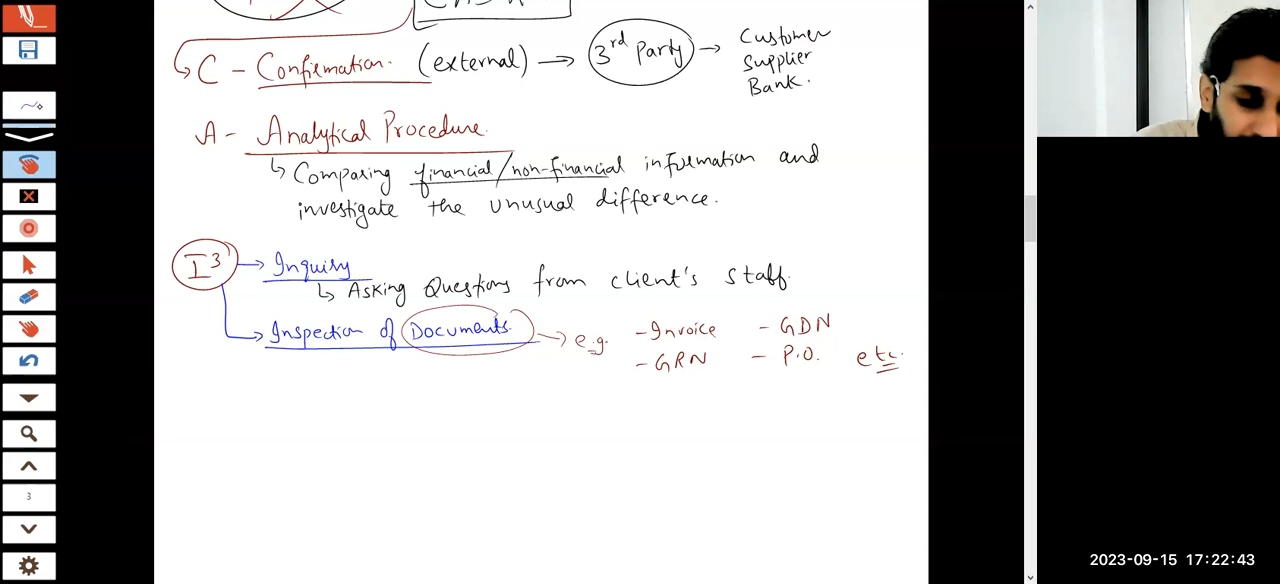 C - Confirmation. (external) → 3rd Party → Customer
Supplier
Bank.
A - Analytical Procedure.
↳ Comparing financial/non-financial information and
investigate the unusual difference.
I³ → Inquiry
↳ Asking Questions from client's staff.
→ Inspection of Documents. → e.g. - Invoice - GDN
- GRN - P.O. etc.
3
2023-09-15 17:22:43